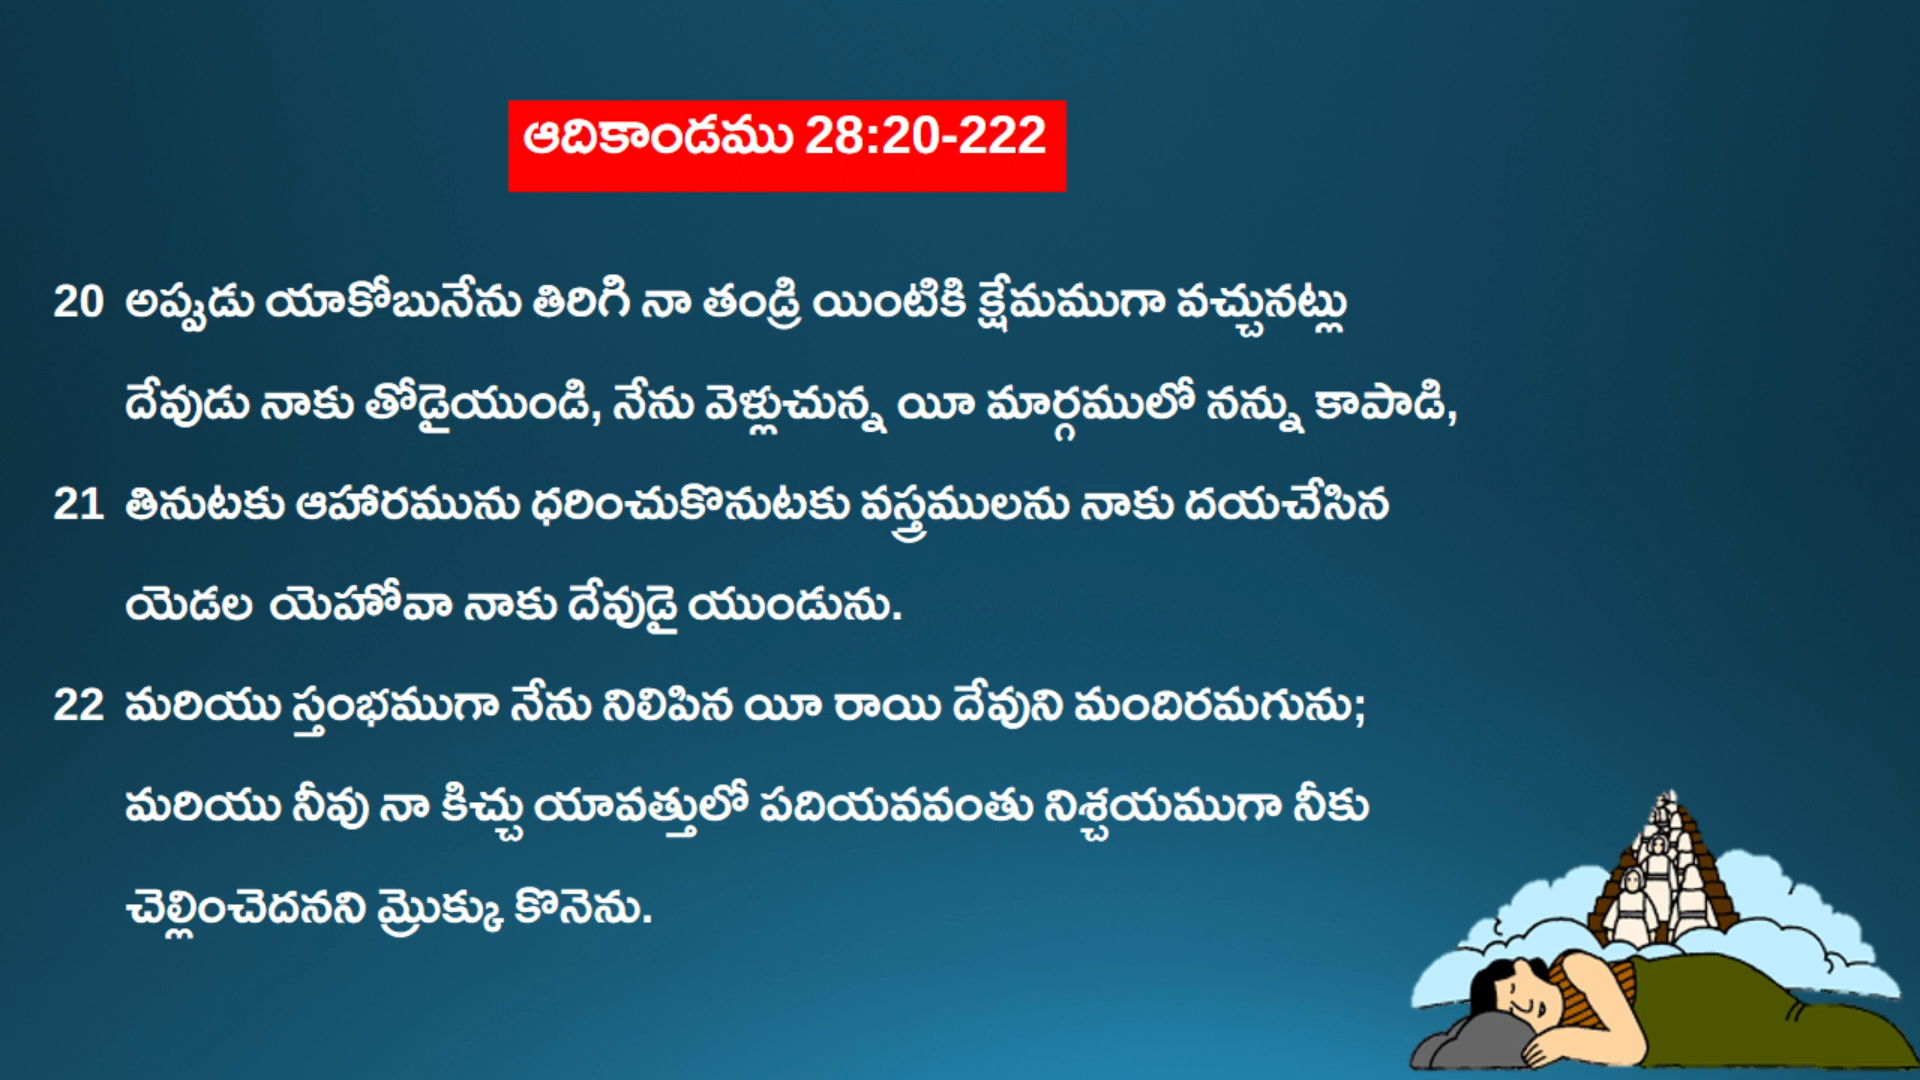 ఆదికాండము 28:20-222
20 అప్పుడు యాకోబునేను తిరిగి నా తండ్రి యింటికి క్షేమముగా వచ్చునట్లు
దేవుడు నాకు తోడైయుండి, నేను వెళ్లుచున్న యీ మార్గములో నన్ను కాపాడి,
21 తినుటకు ఆహారమును ధరించుకొనుటకు వస్త్రములను నాకు దయచేసిన
యెడల యెహోవా నాకు దేవుడై యుండును.
22 మరియు స్తంభముగా నేను నిలిపిన యీ రాయి దేవుని మందిరమగును;
మరియు నీవు నా కిచ్చు యావత్తులో పదియవవంతు నిశ్చయముగా నీకు
చెల్లించెదనని మ్రొక్కు కొనెను.